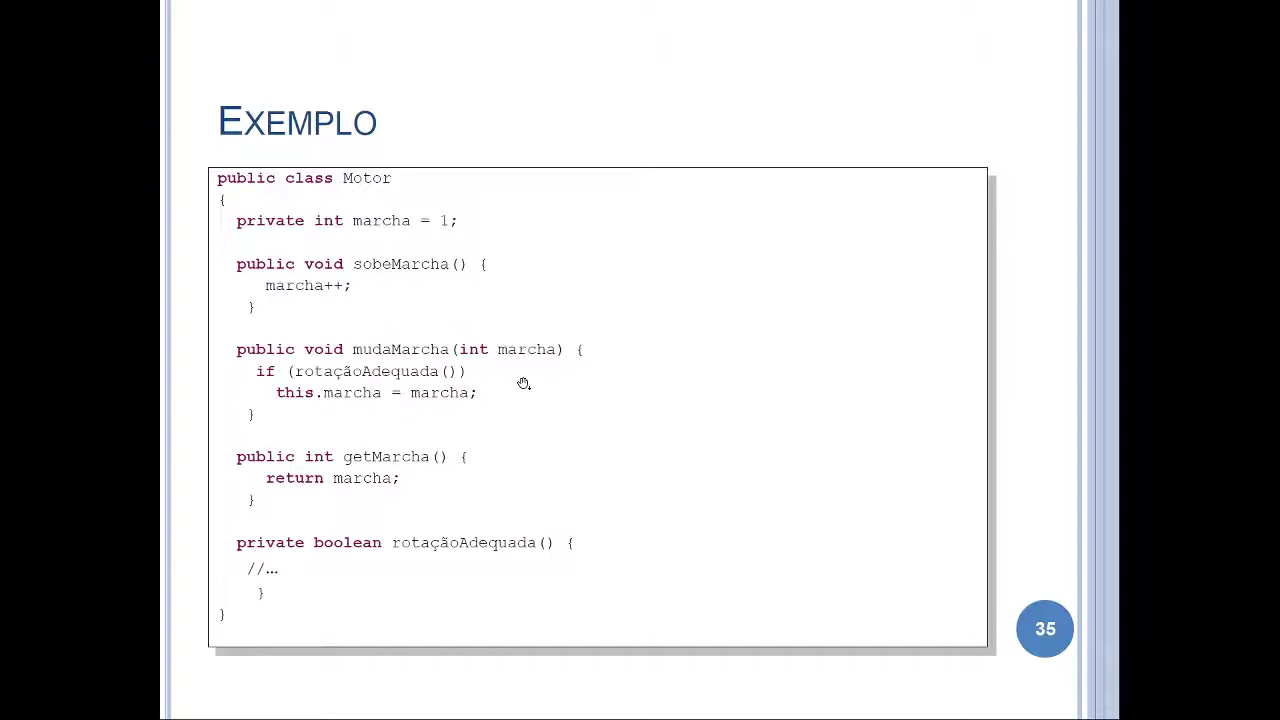 EXEMPLO
public class Motor
{
private int marcha = 1;
public void sobeMarcha() {
marcha++;
}
public void mudaMarcha(int marcha) {
if (rotaçãoAdequada())
this.marcha = marcha;
}
public int getMarcha() {
return marcha;
}
private boolean rotaçãoAdequada() {
//…
}
}
35